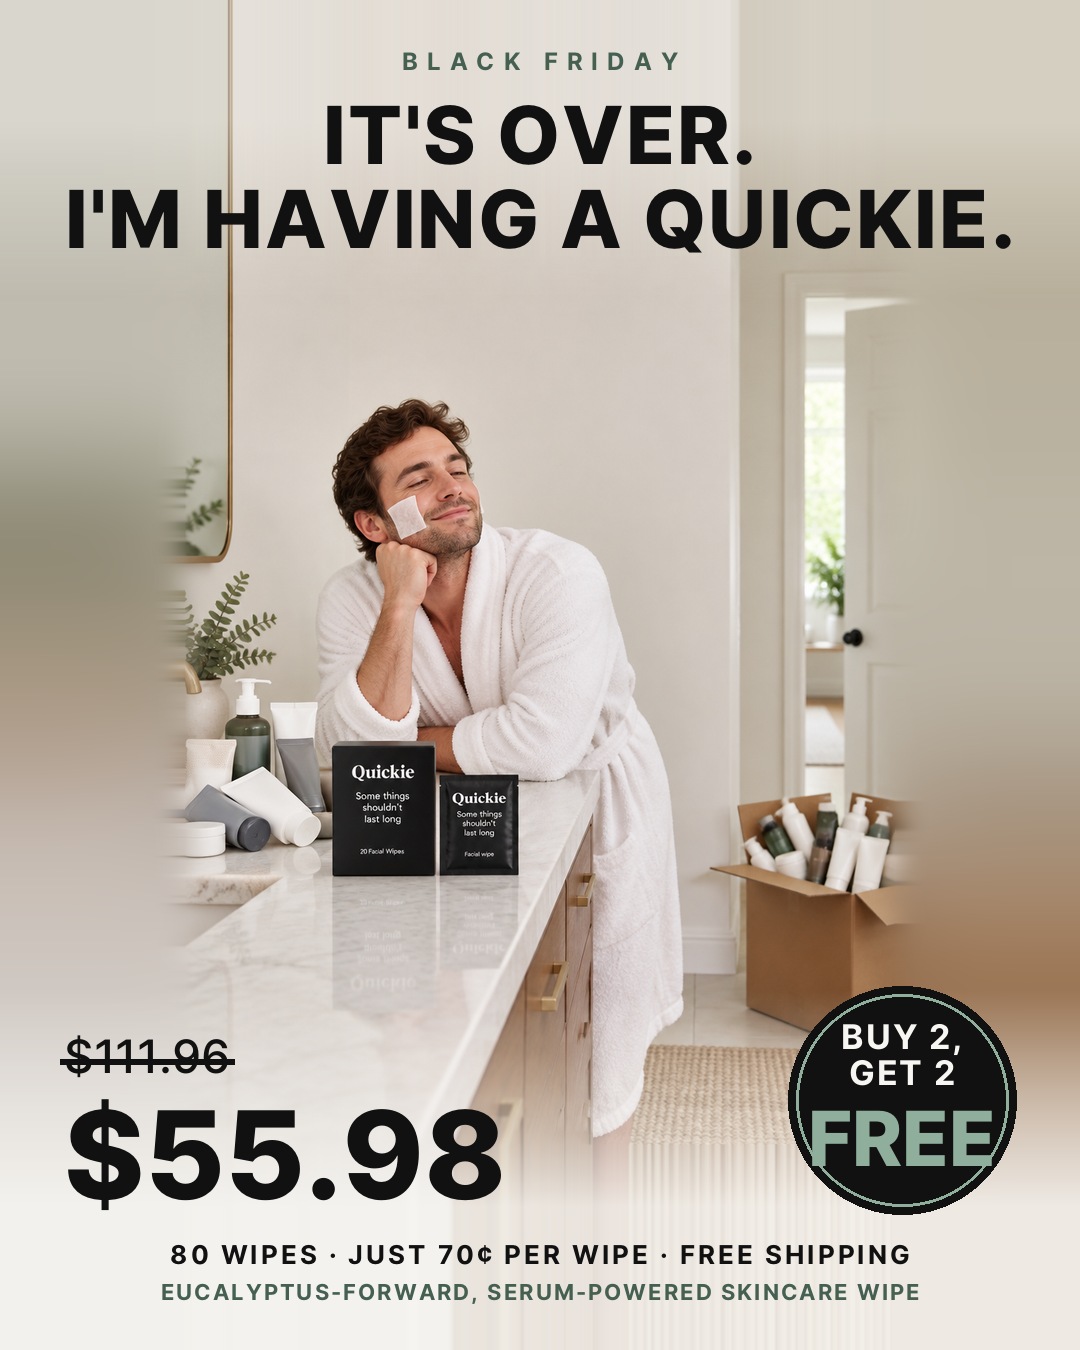 BLACK FRIDAY
IT'S OVER.
I'M HAVING A QUICKIE.
Quickie
Some things
shouldn't
last long
20 Facial Wipes
Quickie
Some things
shouldn't
last long
Facial wipe
$111.96
$55.98
BUY 2,
GET 2
FREE
80 WIPES · JUST 70¢ PER WIPE · FREE SHIPPING
EUCALYPTUS-FORWARD, SERUM-POWERED SKINCARE WIPE